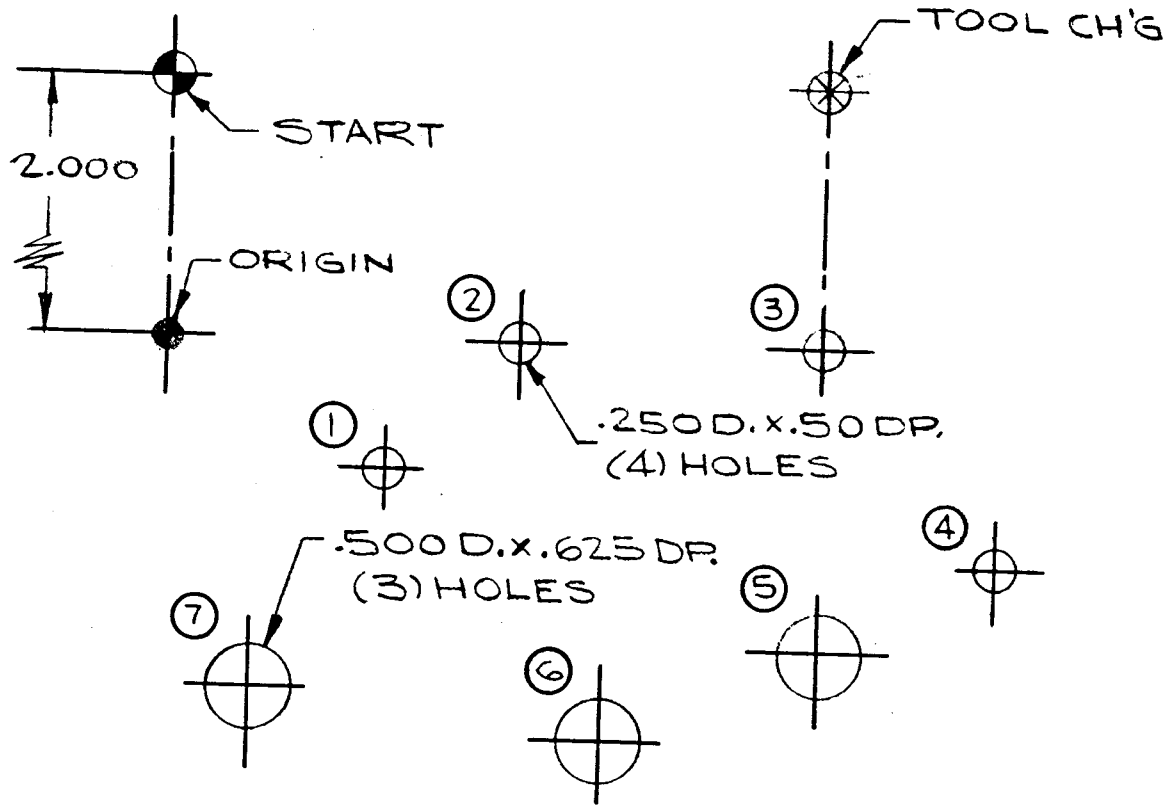 TOOL CH'G
START
2.000
ORIGIN
2
3
.250 D. x .50 DP.
(4) HOLES
1
.500 D. x .625 DP.
(3) HOLES
4
5
7
6